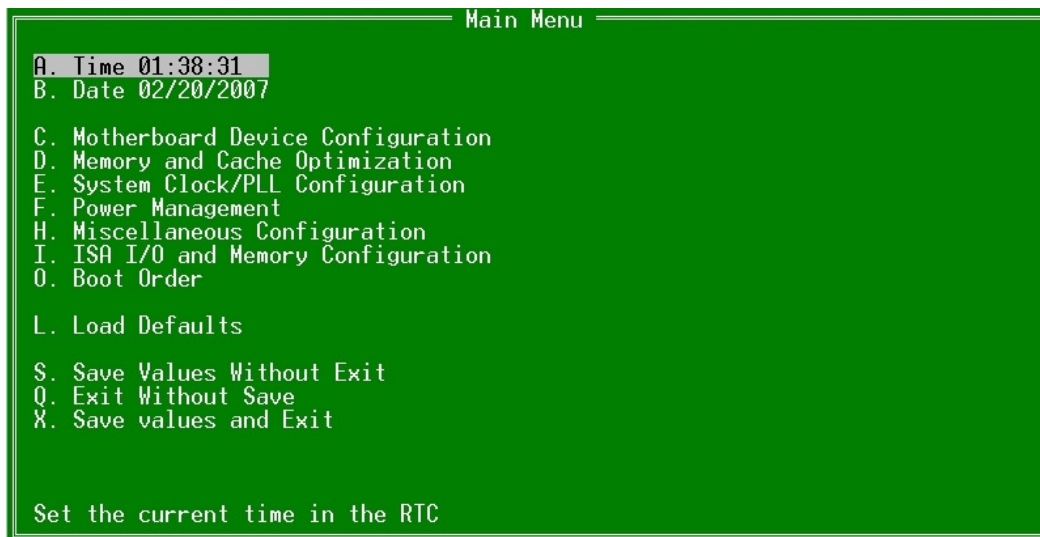 Main Menu
A. Time 01:38:31
B. Date 02/20/2007
C. Motherboard Device Configuration
D. Memory and Cache Optimization
E. System Clock/PLL Configuration
F. Power Management
H. Miscellaneous Configuration
I. ISA I/O and Memory Configuration
O. Boot Order
L. Load Defaults
S. Save Values Without Exit
Q. Exit Without Save
X. Save values and Exit
Set the current time in the RTC